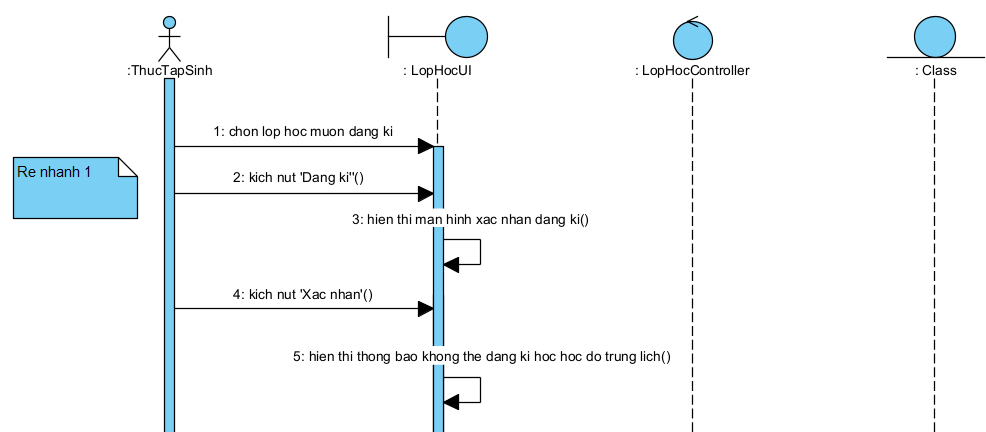 :ThucTapSinh
: LopHocUI
: LopHocController
: Class
1: chon lop hoc muon dang ki
Re nhanh 1
2: kich nut 'Dang ki"()
3: hien thi man hinh xac nhan dang ki()
4: kich nut 'Xac nhan'()
5: hien thi thong bao khong the dang ki hoc hoc do trung lich()